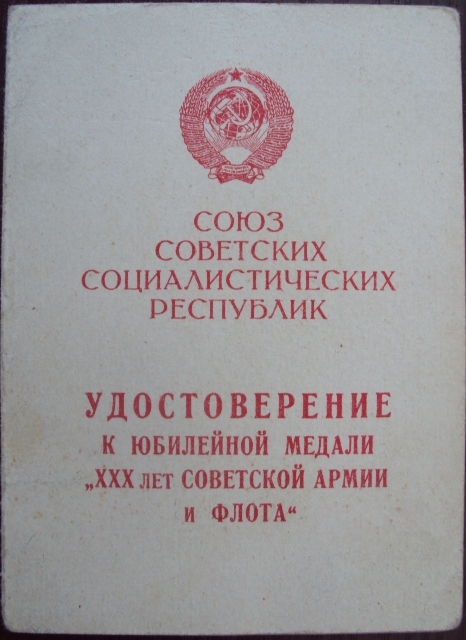 СОЮЗ
СОВЕТСКИХ
СОЦИАЛИСТИЧЕСКИХ
РЕСПУБЛИК
УДОСТОВЕРЕНИЕ
К ЮБИЛЕЙНОЙ МЕДАЛИ
„XXX ЛЕТ СОВЕТСКОЙ АРМИИ
И ФЛОТА“